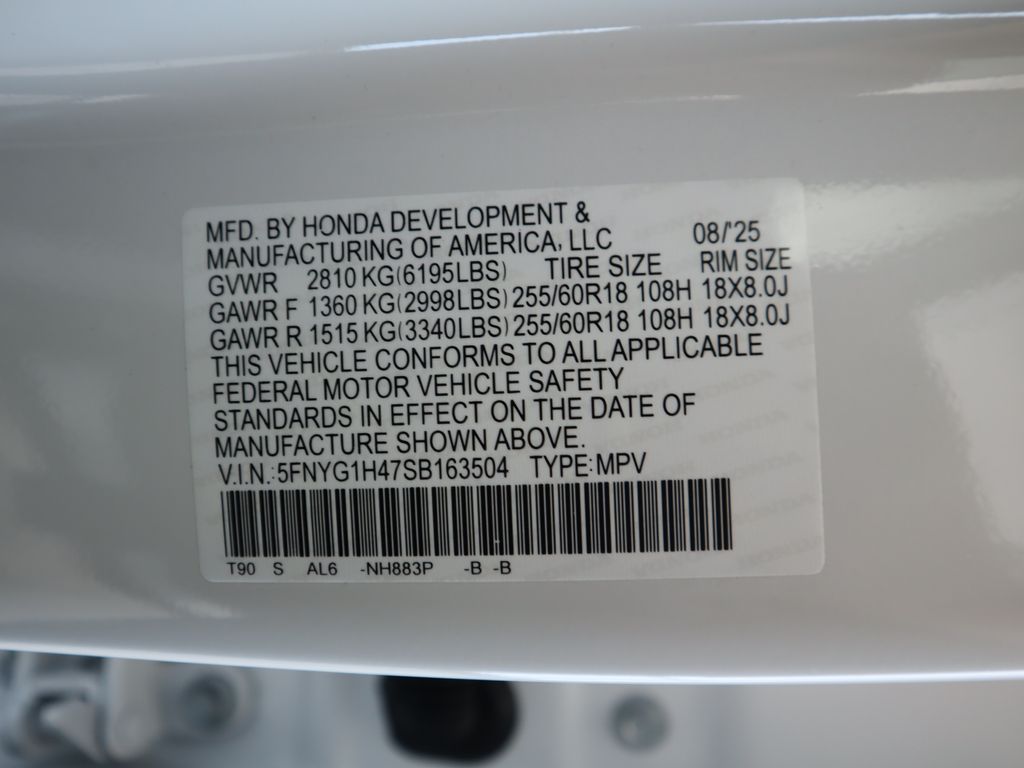 MFD. BY HONDA DEVELOPMENT &
MANUFACTURING OF AMERICA, LLC 08/'25
GVWR 2810 KG(6195LBS) TIRE SIZE RIM SIZE
GAWR F 1360 KG(2998LBS) 255/60R18 108H 18X8.0J
GAWR R 1515 KG(3340LBS) 255/60R18 108H 18X8.0J
THIS VEHICLE CONFORMS TO ALL APPLICABLE
FEDERAL MOTOR VEHICLE SAFETY
STANDARDS IN EFFECT ON THE DATE OF
MANUFACTURE SHOWN ABOVE.
V.I.N.:5FNYG1H47SB163504 TYPE:MPV
T90 S AL6 -NH883P -B -B